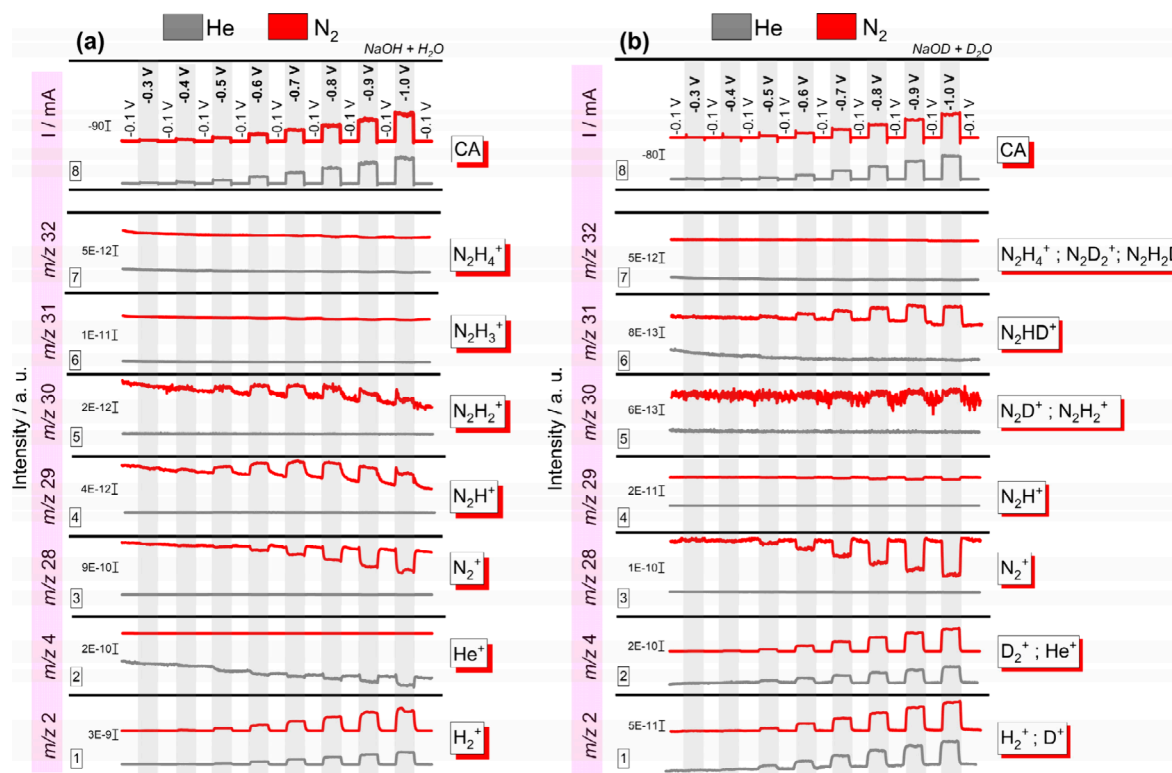 He N₂
(a) NaOH + H₂O
I / mA
-0.1 V -0.3 V -0.1 V -0.4 V -0.1 V -0.5 V -0.1 V -0.6 V -0.1 V -0.7 V -0.1 V -0.8 V -0.1 V -0.9 V -0.1 V -1.0 V -0.1 V
-90
8
CA
m/z 32
5E-12
7
N₂H₄⁺
m/z 31
1E-11
6
N₂H₃⁺
m/z 30
2E-12
5
N₂H₂⁺
m/z 29
4E-12
4
N₂H⁺
m/z 28
9E-10
3
N₂⁺
m/z 4
2E-10
2
He⁺
m/z 2
3E-9
1
H₂⁺
Intensity / a. u.
He N₂
(b) NaOD + D₂O
I / mA
-0.1 V -0.3 V -0.1 V -0.4 V -0.1 V -0.5 V -0.1 V -0.6 V -0.1 V -0.7 V -0.1 V -0.8 V -0.1 V -0.9 V -0.1 V -1.0 V -0.1 V
-80
8
CA
m/z 32
5E-12
7
N₂H₄⁺ ; N₂D₂⁺; N₂H₂D
m/z 31
8E-13
6
N₂HD⁺
m/z 30
6E-13
5
N₂D⁺ ; N₂H₂⁺
m/z 29
2E-11
4
N₂H⁺
m/z 28
1E-10
3
N₂⁺
m/z 4
2E-10
2
D₂⁺ ; He⁺
m/z 2
5E-11
1
H₂⁺ ; D⁺
Intensity / a. u.